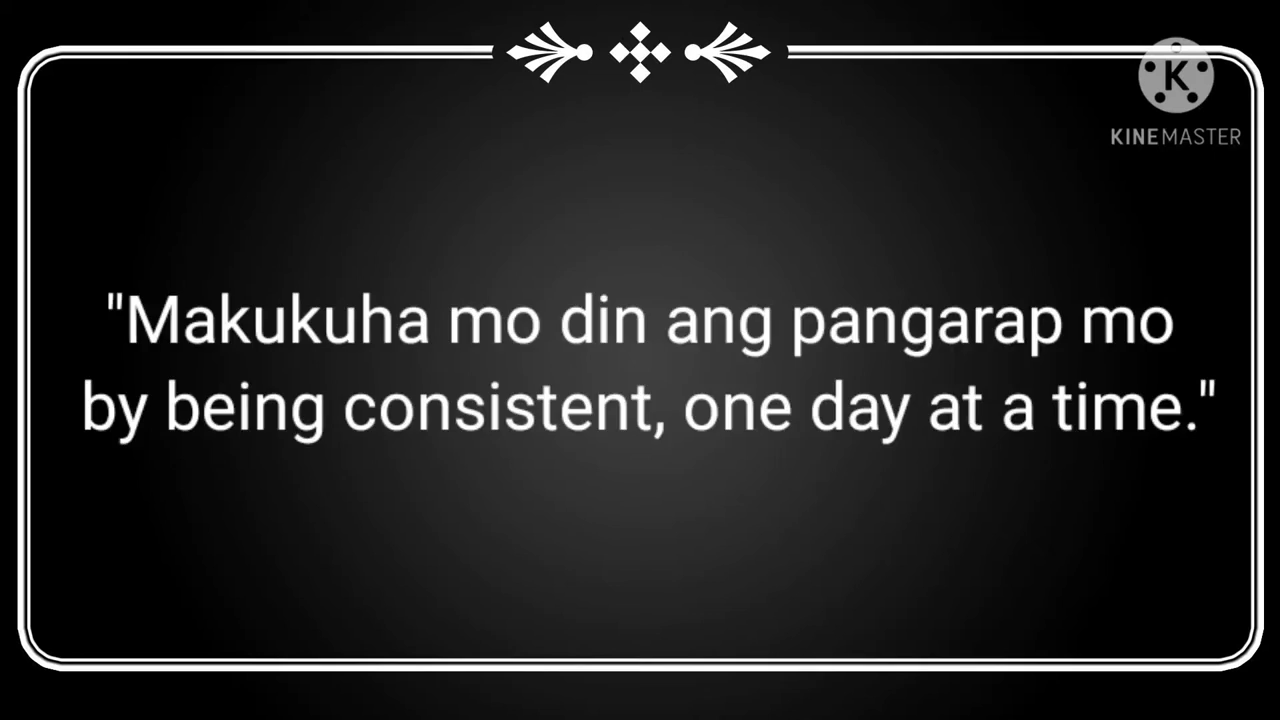 K
KINEMASTER
"Makukuha mo din ang pangarap mo
by being consistent, one day at a time."